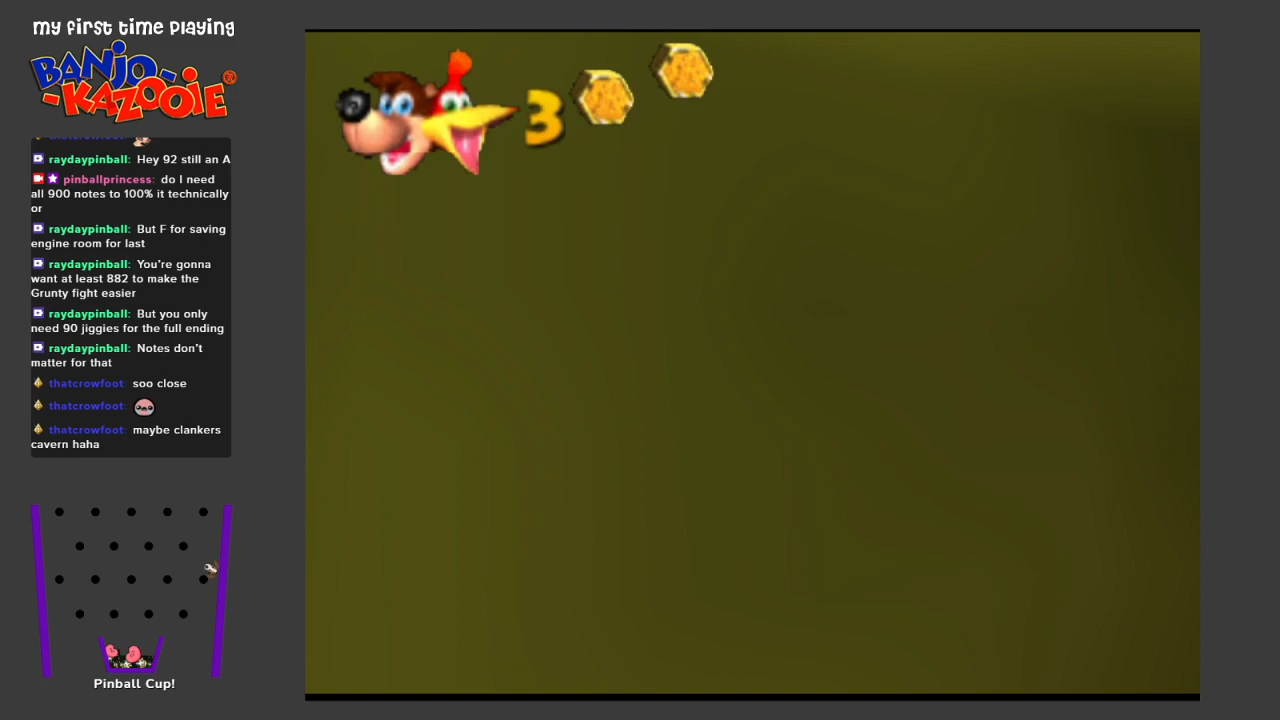 my first time playing
BANJO-
KAZOOIE
raydaypinball: Hey 92 still an A
pinballprincess: do I need
all 900 notes to 100% it technically
or
raydaypinball: But F for saving
engine room for last
raydaypinball: You're gonna
want at least 882 to make the
Grunty fight easier
raydaypinball: But you only
need 90 jiggies for the full ending
raydaypinball: Notes don't
matter for that
thatcrowfoot: soo close
thatcrowfoot:
thatcrowfoot: maybe clankers
cavern haha
Pinball Cup!
3